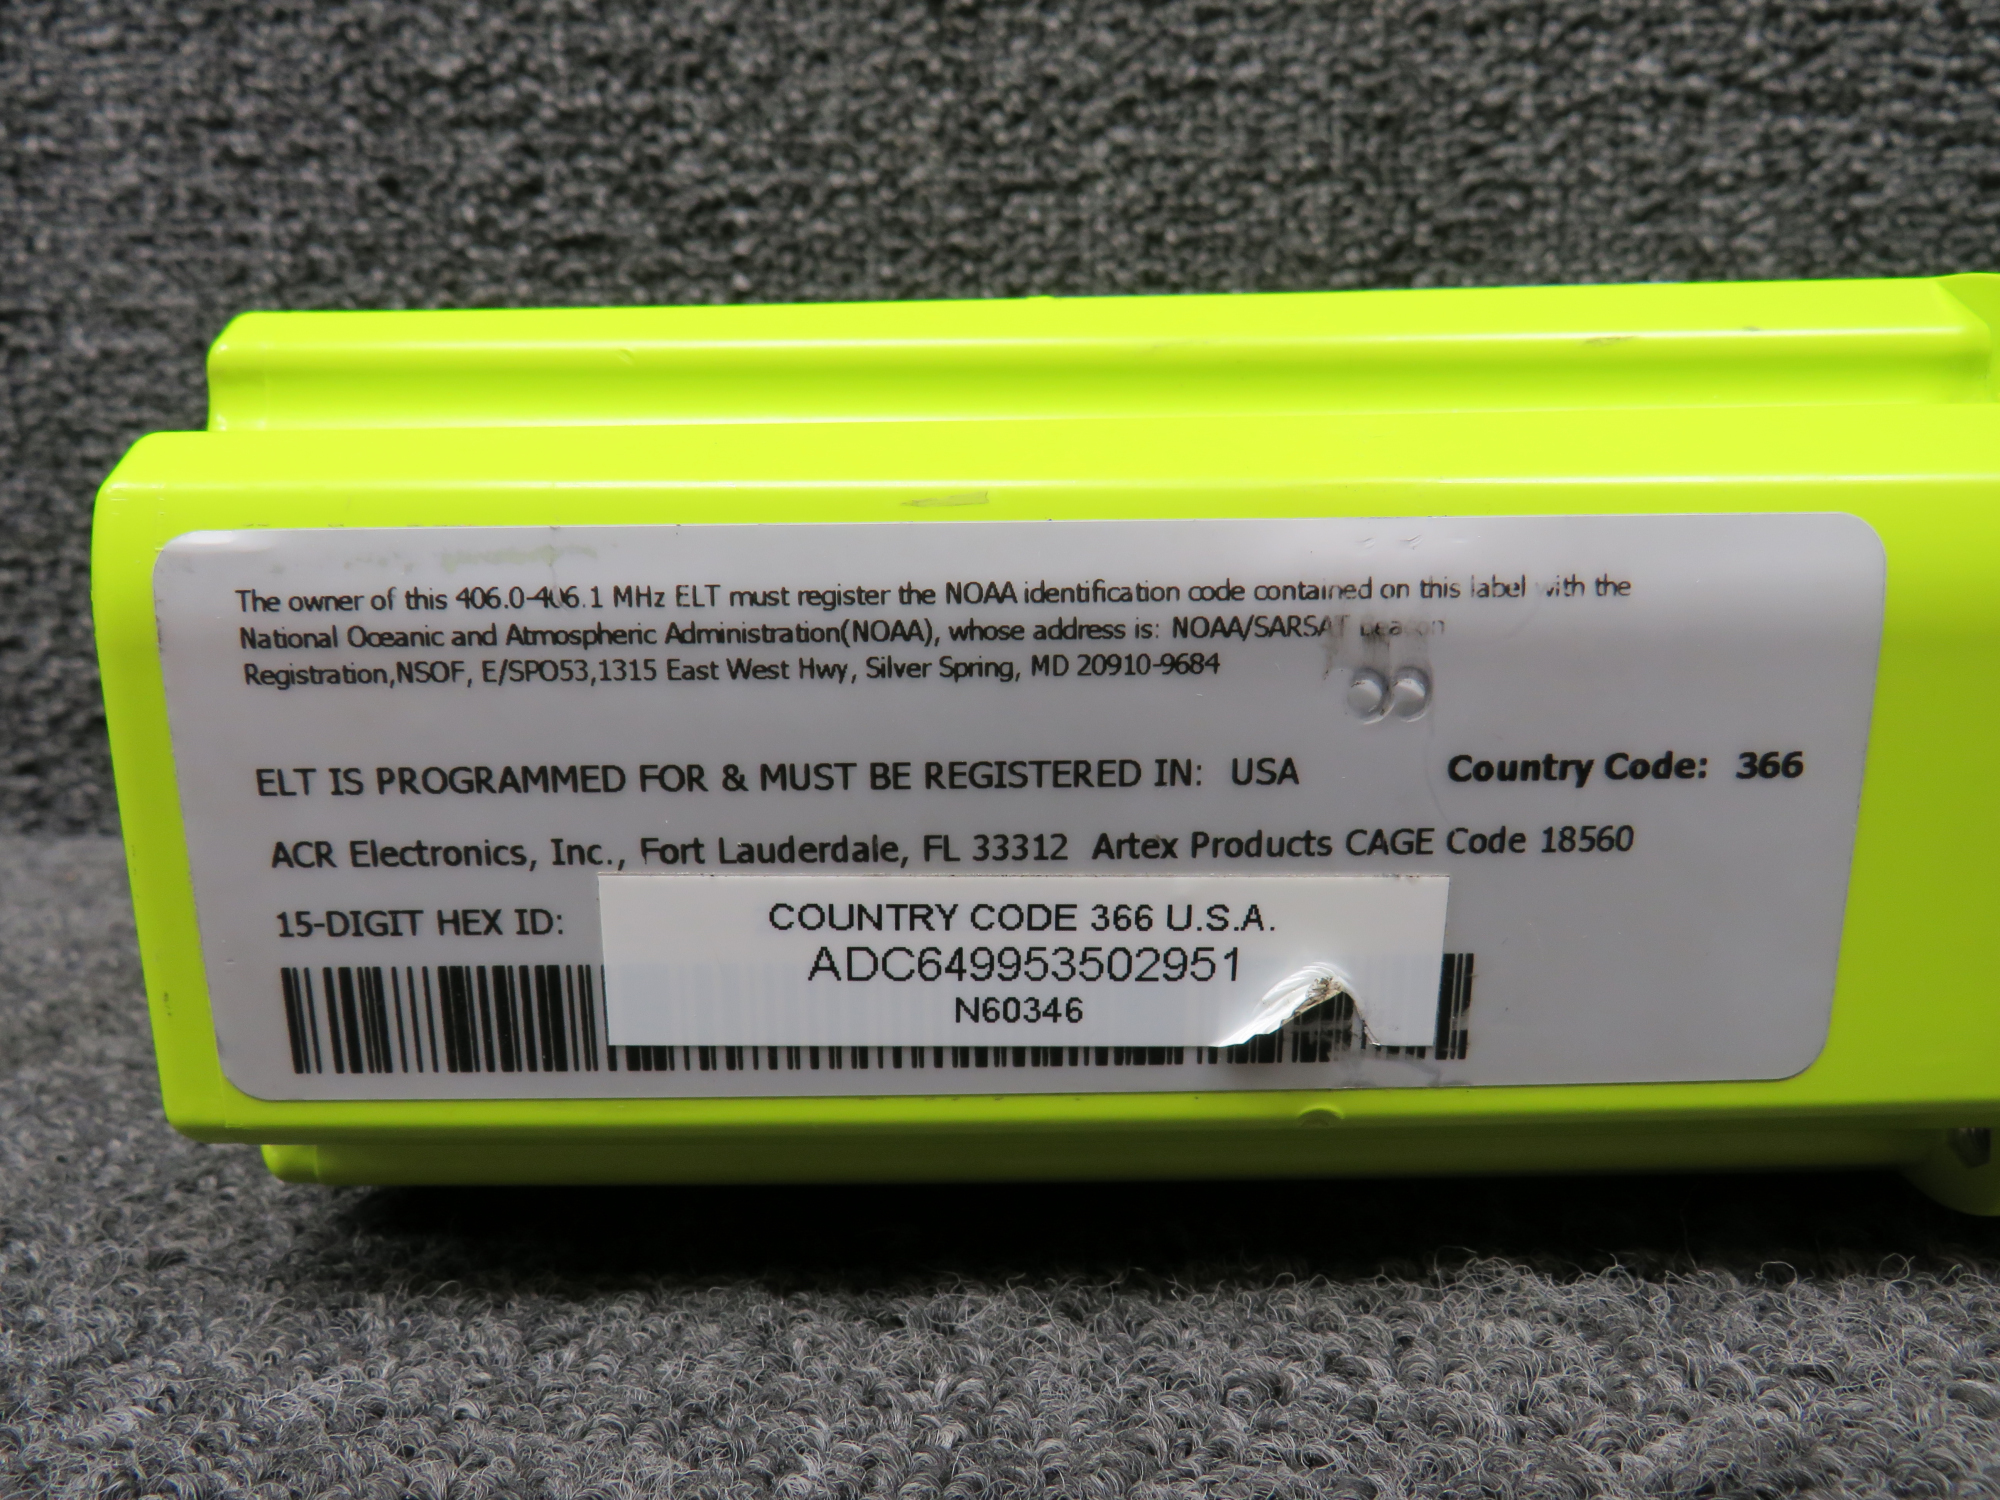 The owner of this 406.0-406.1 MHz ELT must register the NOAA identification code contained on this label with the
National Oceanic and Atmospheric Administration(NOAA), whose address is: NOAA/SARSAT Beacon
Registration,NSOF, E/SPO53,1315 East West Hwy, Silver Spring, MD 20910-9684
ELT IS PROGRAMMED FOR & MUST BE REGISTERED IN: USA Country Code: 366
ACR Electronics, Inc., Fort Lauderdale, FL 33312 Artex Products CAGE Code 18560
15-DIGIT HEX ID:
COUNTRY CODE 366 U.S.A.
ADC649953502951
N60346